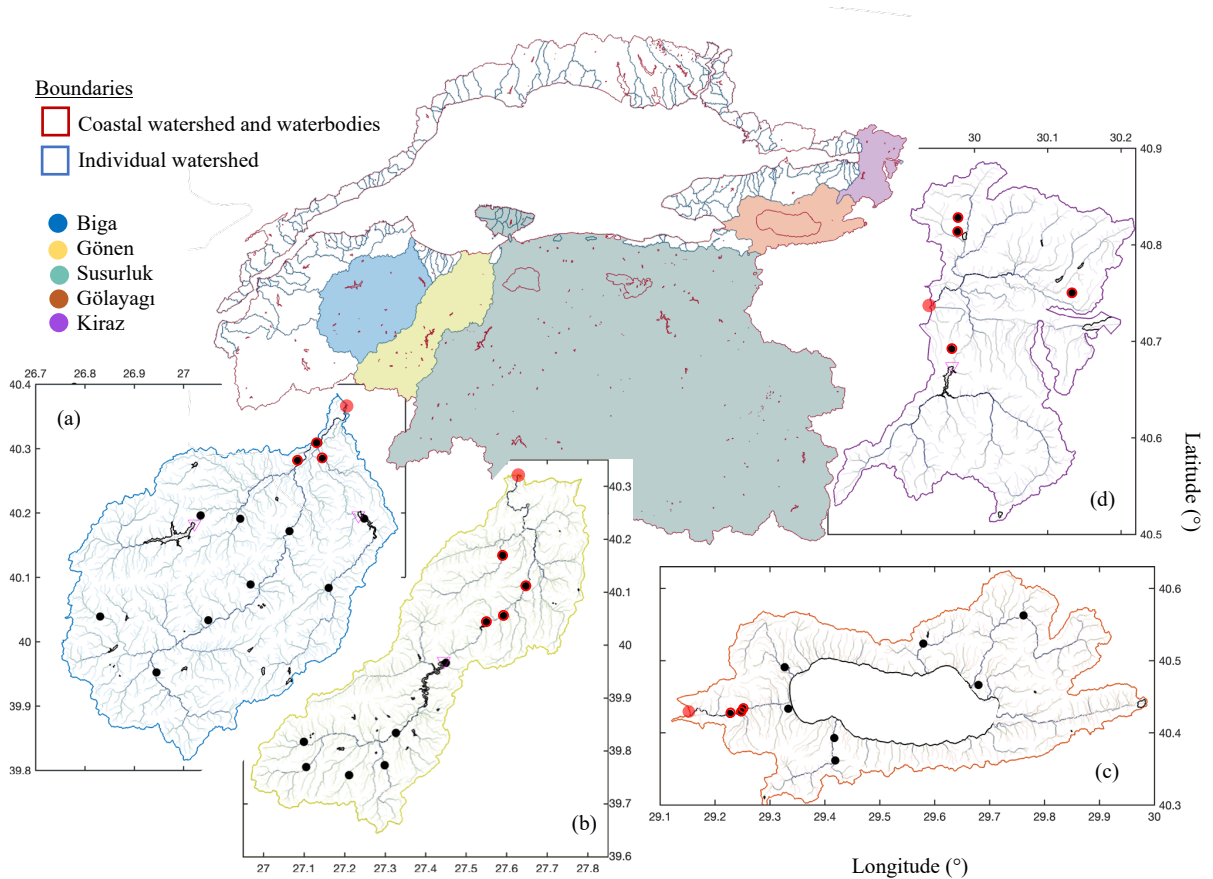 Boundaries
Coastal watershed and waterbodies
Individual watershed
Biga
Gönen
Susurluk
Gölayagı
Kiraz
30 30.1 30.2
40.9
40.8
40.7
40.6
40.5
(d)
Latitude (°)
26.7 26.8 26.9 27
40.4
40.3
40.2
40.1
40
39.9
39.8
(a)
40.3
40.2
40.1
40
39.9
39.8
39.7
39.6
(b)
27 27.1 27.2 27.3 27.4 27.5 27.6 27.7 27.8
40.6
40.5
40.4
40.3
(c)
29.1 29.2 29.3 29.4 29.5 29.6 29.7 29.8 29.9 30
Longitude (°)